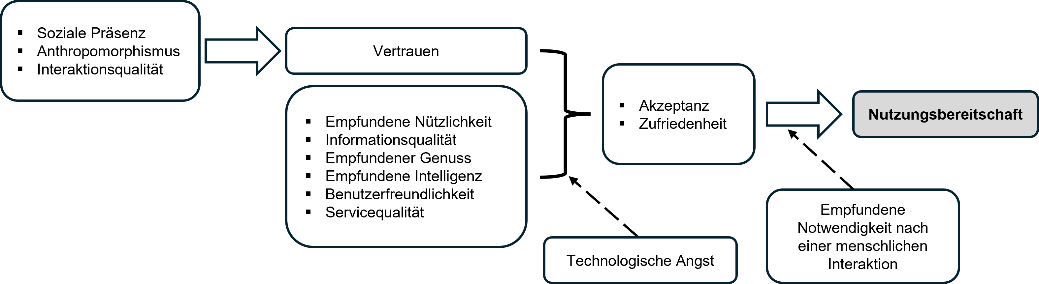 ▪ Soziale Präsenz
▪ Anthropomorphismus
▪ Interaktionsqualität
Vertrauen
▪ Empfundene Nützlichkeit
▪ Informationsqualität
▪ Empfundener Genuss
▪ Empfundene Intelligenz
▪ Benutzerfreundlichkeit
▪ Servicequalität
▪ Akzeptanz
▪ Zufriedenheit
Nutzungsbereitschaft
Technologische Angst
Empfundene
Notwendigkeit nach
einer menschlichen
Interaktion